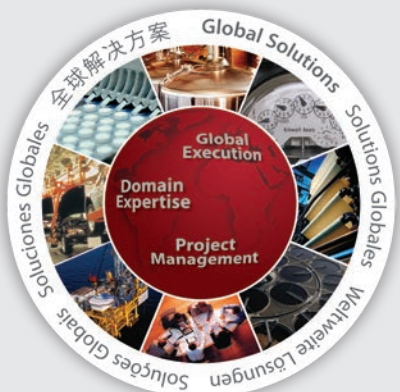 Global Solutions
Solutions Globales
Weltweite Lösungen
Soluções Globais
Soluciones Globales
全球解决方案
Global
Execution
Domain
Expertise
Project
Management